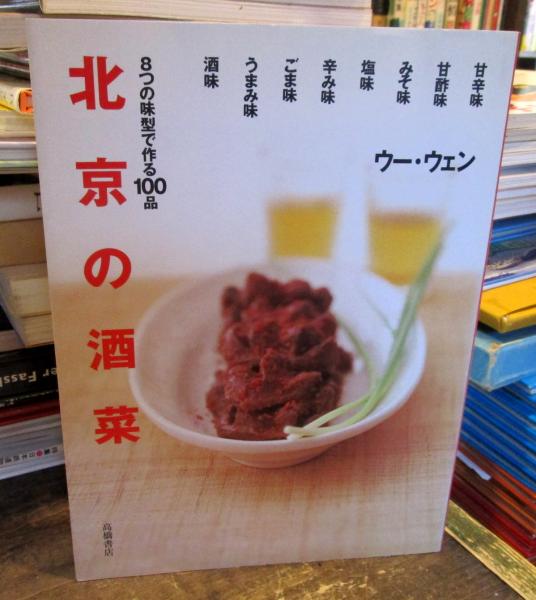 甘辛味
甘酢味
みそ味
塩味
辛み味
ごま味
うまみ味
酒味
8つの味型で作る100品
北京の酒菜
ウー・ウェン
高橋書店
er Fassb